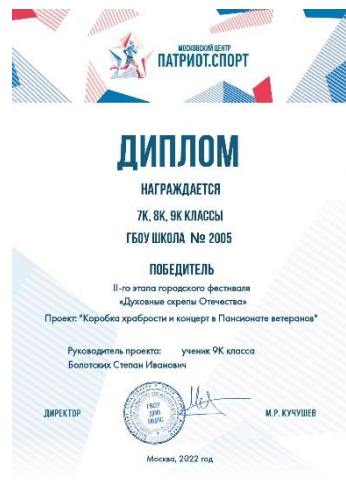 МОСКОВСКИЙ ЦЕНТР
ПАТРИОТ.СПОРТ
ДИПЛОМ
НАГРАЖДАЕТСЯ
7К, 8К, 9К КЛАССЫ
ГБОУ ШКОЛА № 2005
ПОБЕДИТЕЛЬ
II-го этапа городского фестиваля
«Духовные скрепы Отечества»
Проект: "Коробка храбрости и концерт в Пансионате ветеранов"
Руководитель проекта: ученик 9К класса
Болотских Степан Иванович
ДИРЕКТОР
М.Р. КУЧУШЕВ
Москва, 2022 год